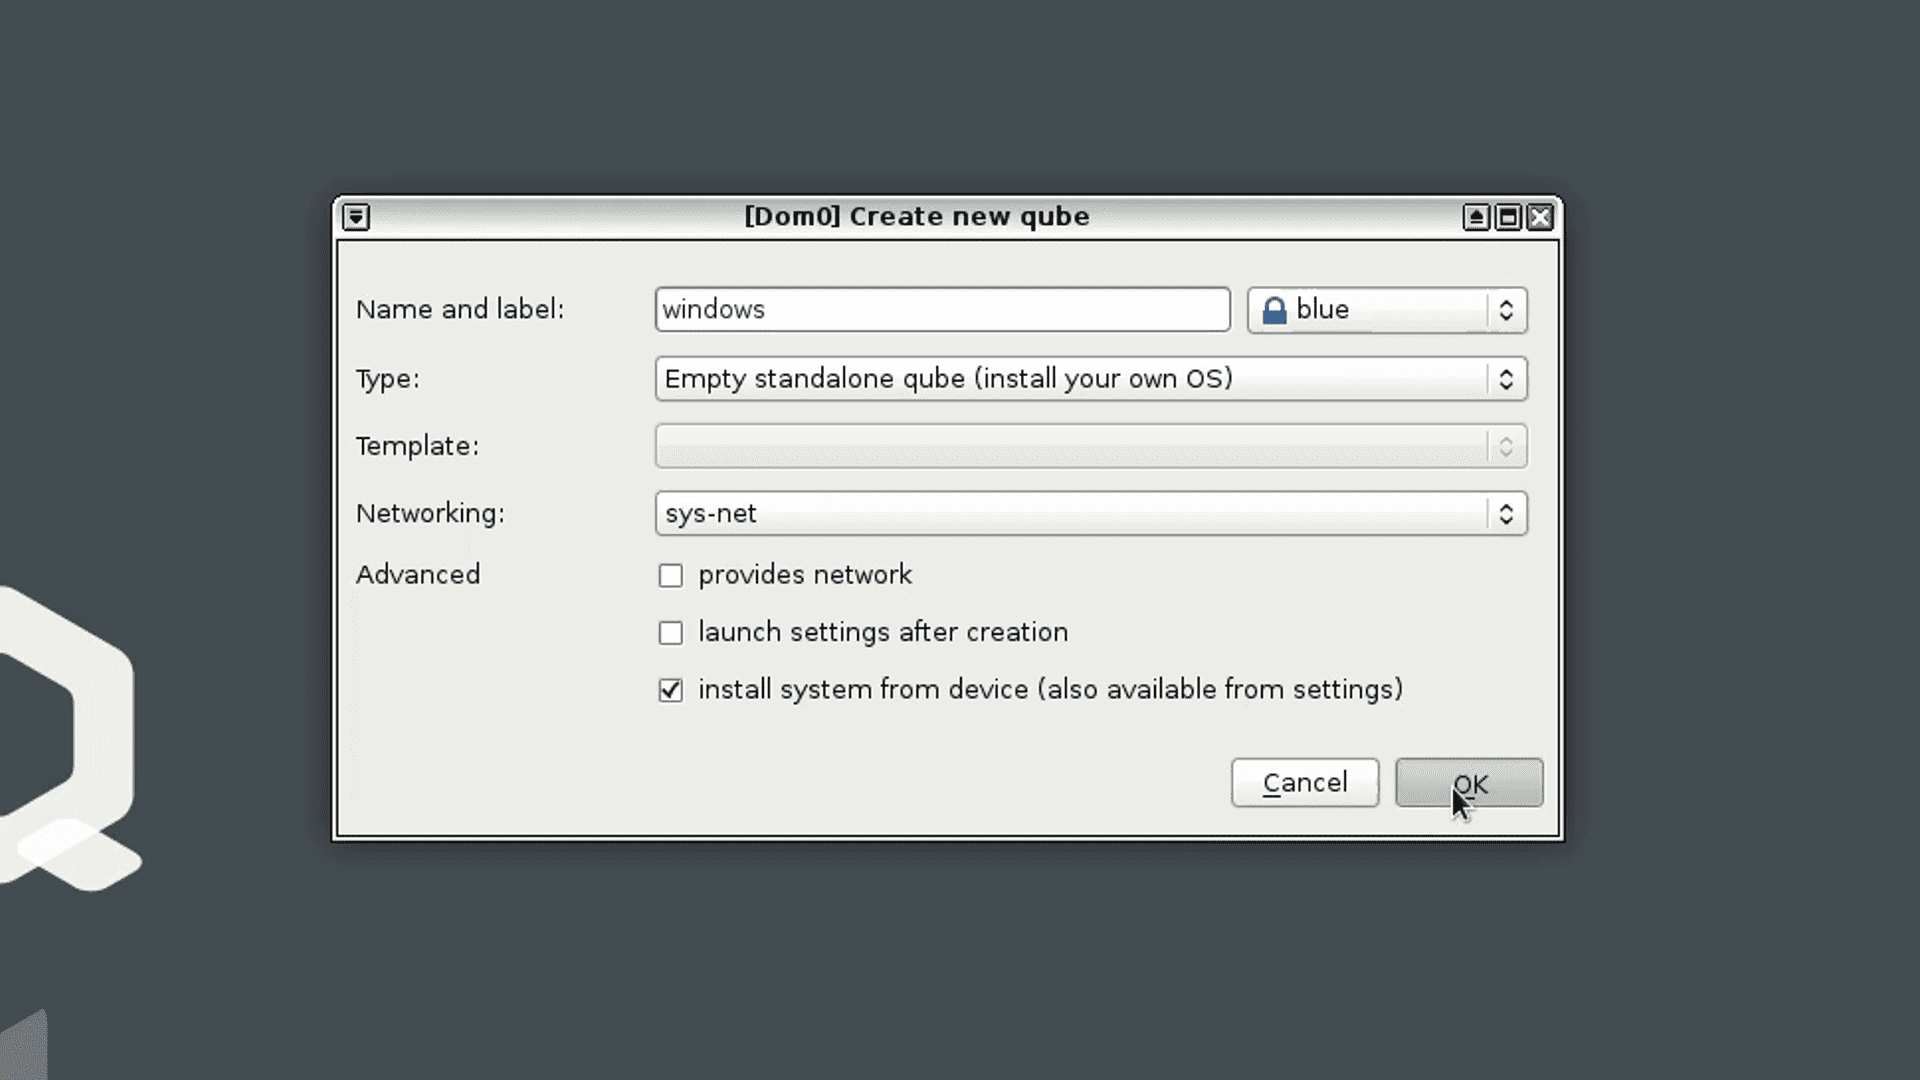 [Dom0] Create new qube
Name and label: windows blue
Type: Empty standalone qube (install your own OS)
Template:
Networking: sys-net
Advanced provides network
launch settings after creation
install system from device (also available from settings)
Cancel OK